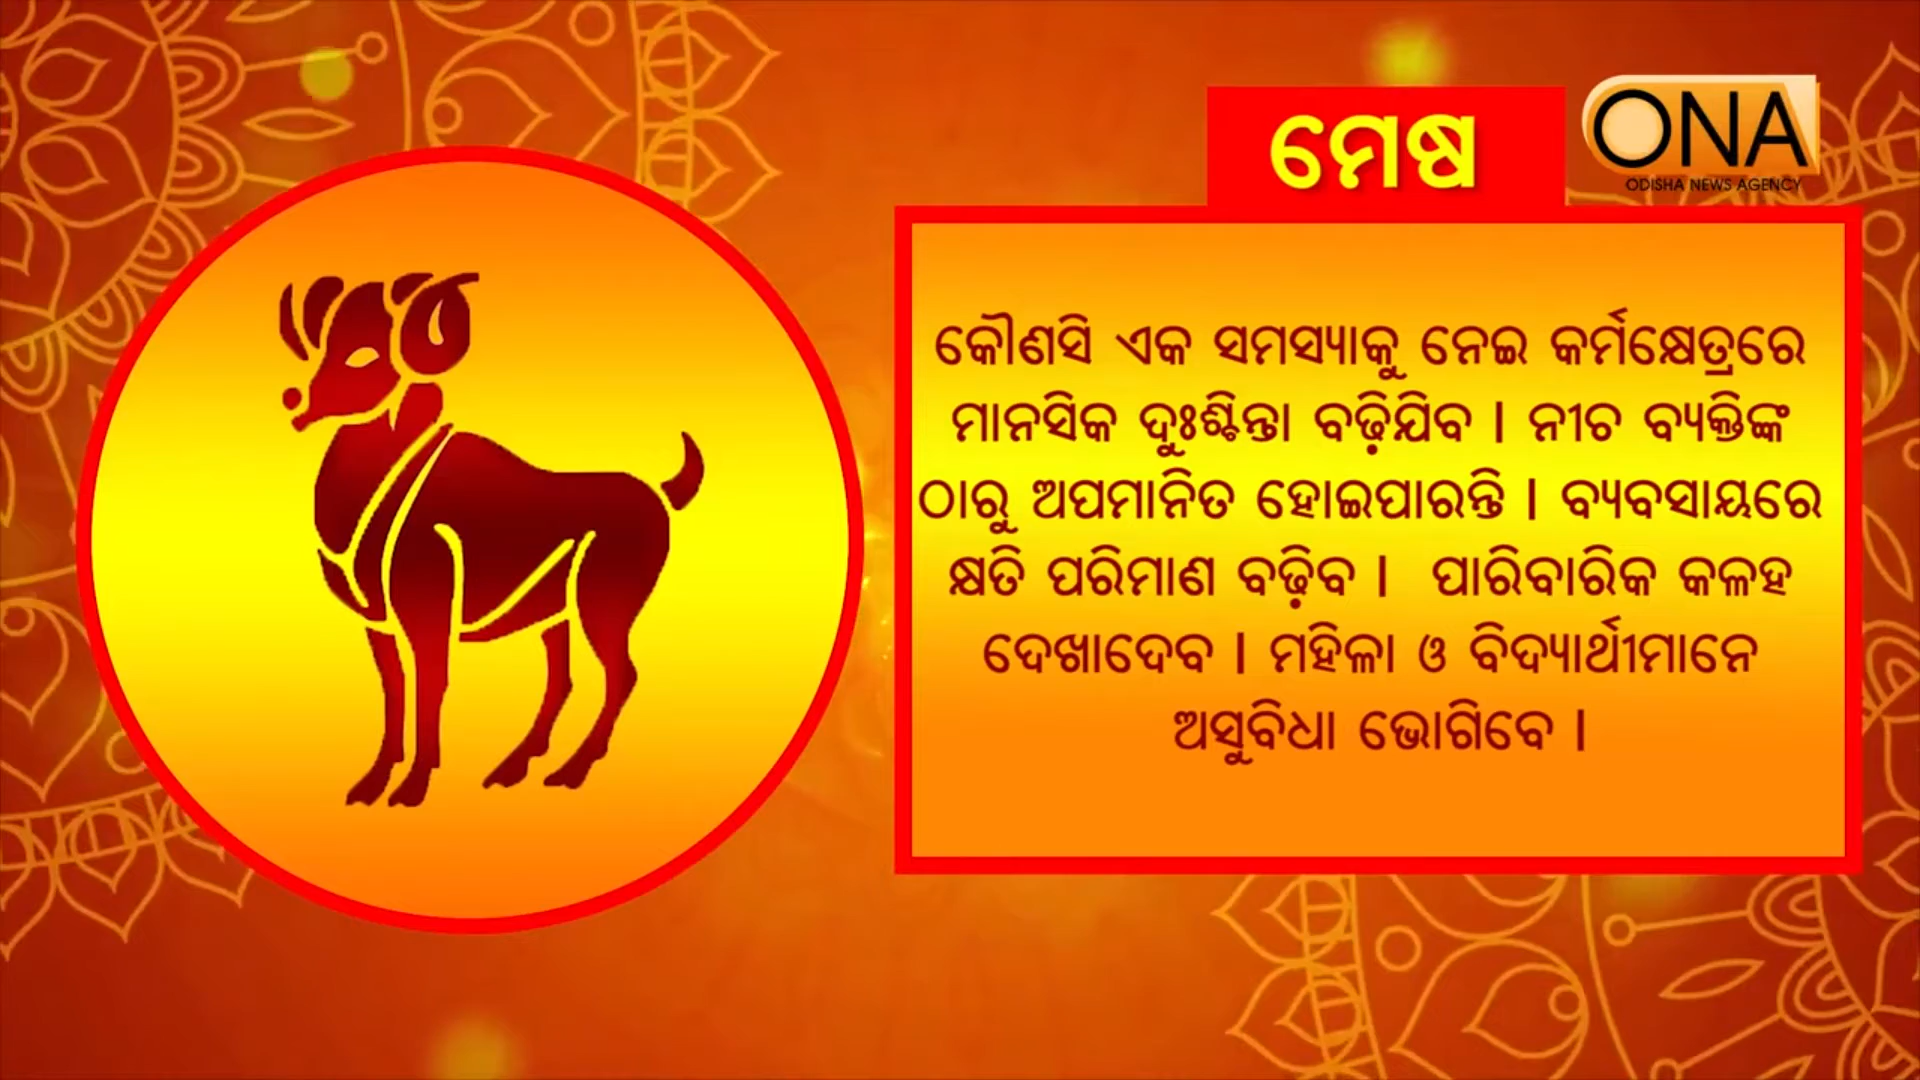 ମେଷ
ONA
ODISHA NEWS AGENCY
କୌଣସି ଏକ ସମସ୍ୟାକୁ ନେଇ କର୍ମକ୍ଷେତ୍ରରେ
ମାନସିକ ଦୁଃଶ୍ଚିନ୍ତା ବଢ଼ିଯିବ । ନୀଚ ବ୍ୟକ୍ତିଙ୍କ
ଠାରୁ ଅପମାନିତ ହୋଇପାରନ୍ତି । ବ୍ୟବସାୟରେ
କ୍ଷତି ପରିମାଣ ବଢ଼ିବ । ପାରିବାରିକ କଳହ
ଦେଖାଦେବ । ମହିଳା ଓ ବିଦ୍ୟାର୍ଥୀମାନେ
ଅସୁବିଧା ଭୋଗିବେ ।